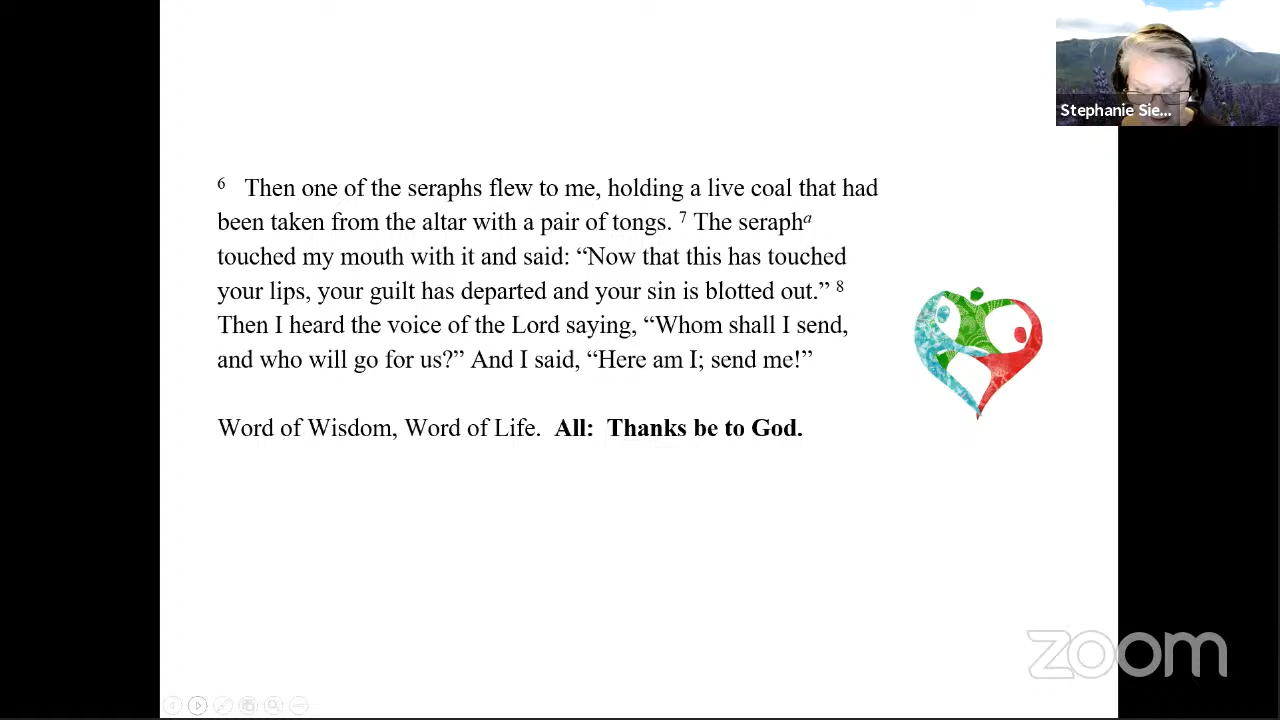 Stephanie Sie...
⁶ Then one of the seraphs flew to me, holding a live coal that had
been taken from the altar with a pair of tongs. ⁷ The seraphᵃ
touched my mouth with it and said: “Now that this has touched
your lips, your guilt has departed and your sin is blotted out.” ⁸
Then I heard the voice of the Lord saying, “Whom shall I send,
and who will go for us?” And I said, “Here am I; send me!”
Word of Wisdom, Word of Life. All: Thanks be to God.
zoom